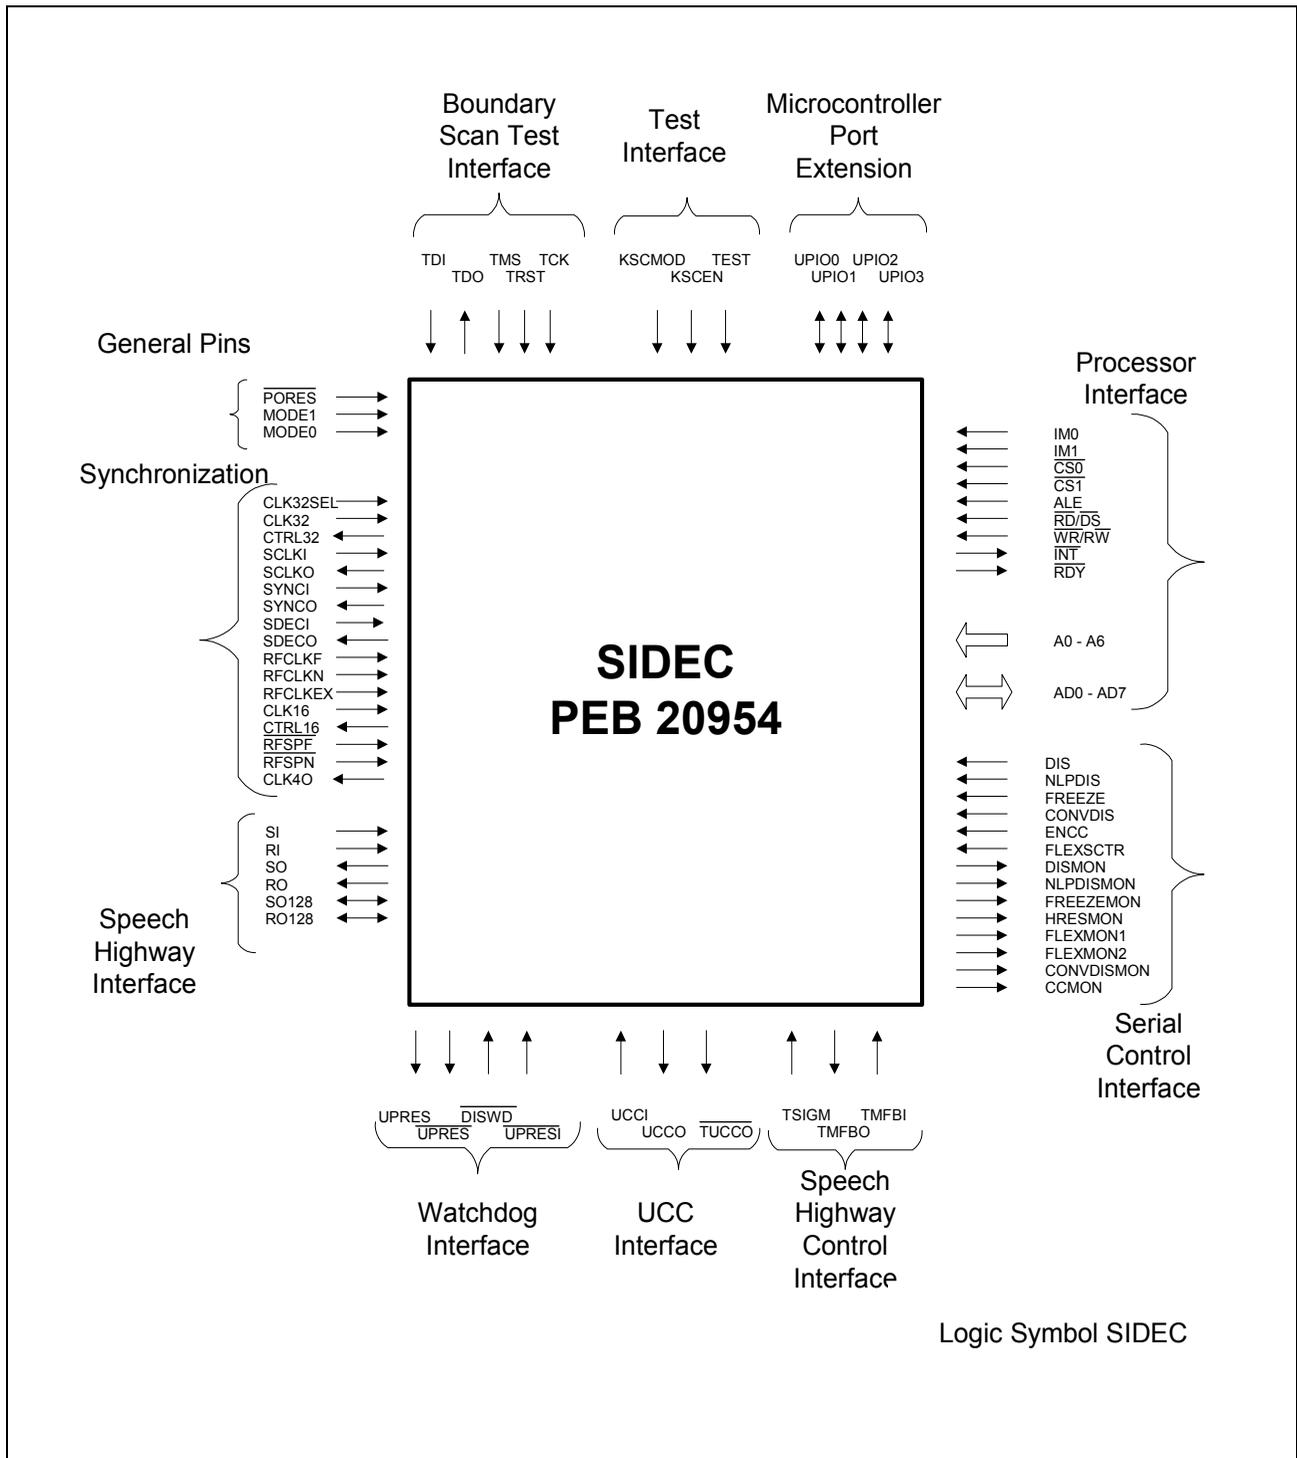 Boundary
Scan Test
Interface
Test
Interface
Microcontroller
Port
Extension
TDI
TDO
TMS
TRST
TCK
KSCMOD
KSCEN
TEST
UPIO0
UPIO1
UPIO2
UPIO3
General Pins
PORES
MODE1
MODE0
Synchronization
CLK32SEL
CLK32
CTRL32
SCLKI
SCLKO
SYNCI
SYNCO
SDECI
SDECO
RFCLKF
RFCLKN
RFCLKEX
CLK16
CTRL16
RFSPF
RFSPN
CLK4O
SI
RI
SO
RO
SO128
RO128
Speech
Highway
Interface
SIDEC
PEB 20954
Processor
Interface
IM0
IM1
CS0
CS1
ALE
RD/DS
WR/RW
INT
RDY
A0 - A6
AD0 - AD7
DIS
NLPDIS
FREEZE
CONVDIS
ENCC
FLEXSCTR
DISMON
NLPDISMON
FREEZEMON
HRESMON
FLEXMON1
FLEXMON2
CONVDISMON
CCMON
Serial
Control
Interface
UPRES
UPRES
DISWD
UPRESI
Watchdog
Interface
UCCI
UCCO
TUCCO
UCC
Interface
TSIGM
TMFBO
TMFBI
Speech
Highway
Control
Interface
Logic Symbol SIDEC